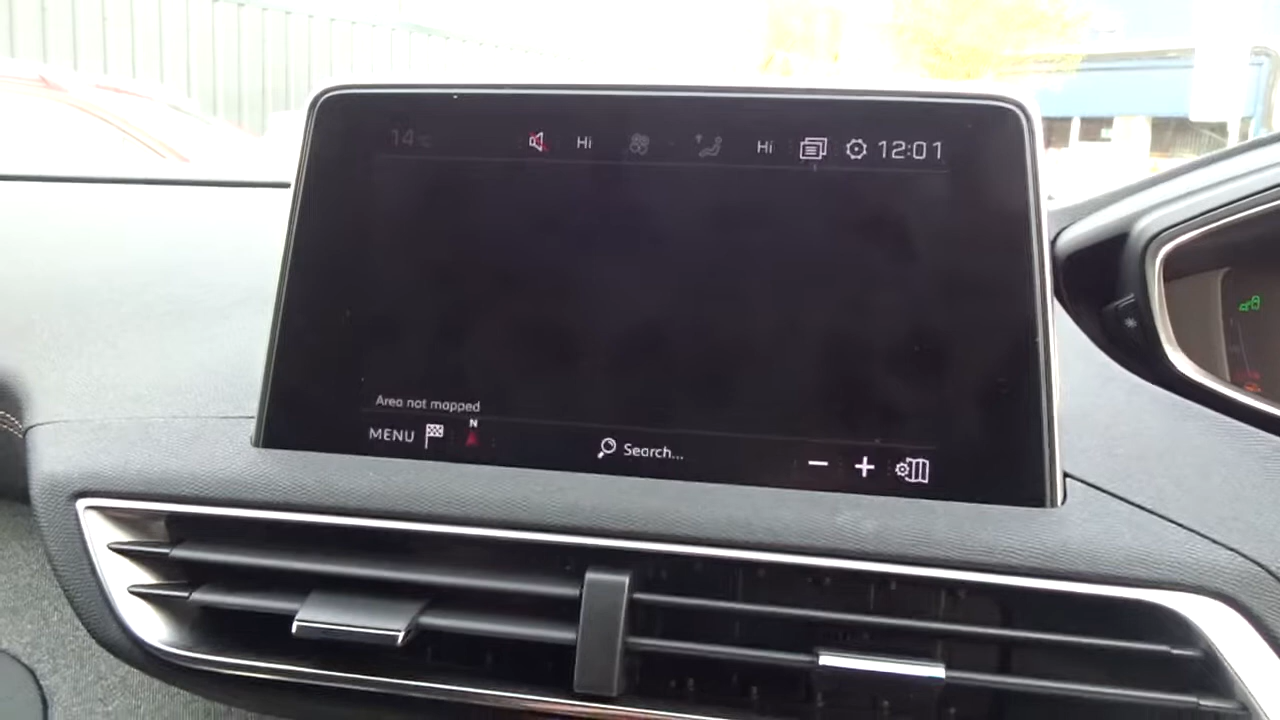 14°C Hi Hi 12:01
Area not mapped
N
MENU Search... − +